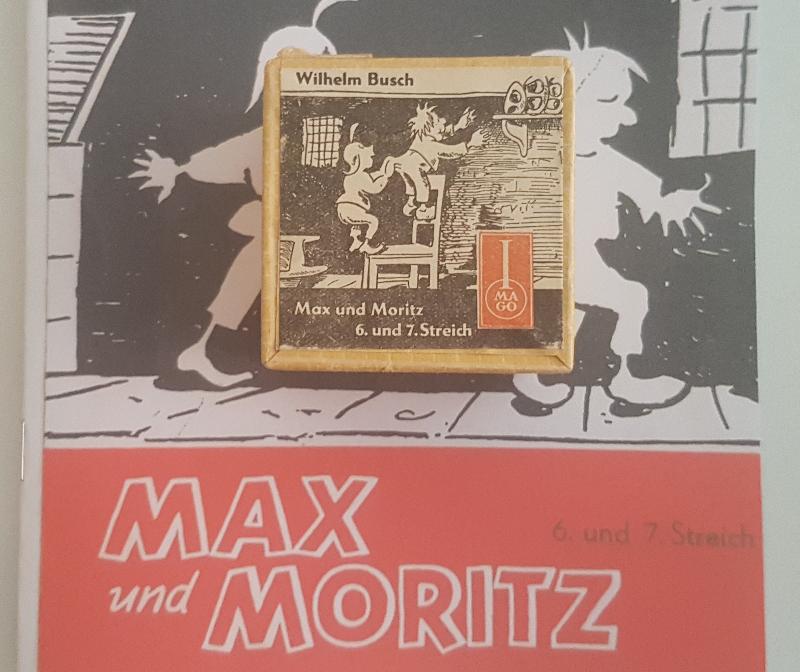 Wilhelm Busch
I
MA
GO
Max und Moritz
6. und 7. Streich
MAX
6. und 7. Streich
und MORITZ